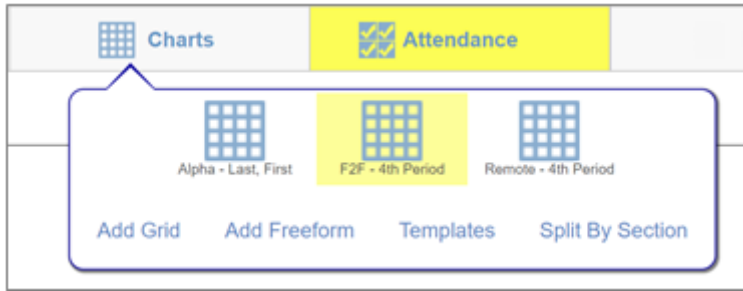 Charts Attendance
Alpha - Last, First F2F - 4th Period Remote - 4th Period
Add Grid Add Freeform Templates Split By Section